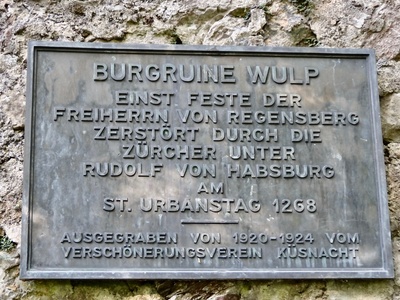 BURGRUINE WULP
EINST FESTE DER
FREIHERRN VON REGENSBERG
ZERSTÖRT DURCH DIE
ZÜRCHER UNTER
RUDOLF VON HABSBURG
AM
ST. URBANSTAG 1268
AUSGEGRABEN VON 1920-1924 VOM
VERSCHÖNERUNGSVEREIN KÜSNACHT